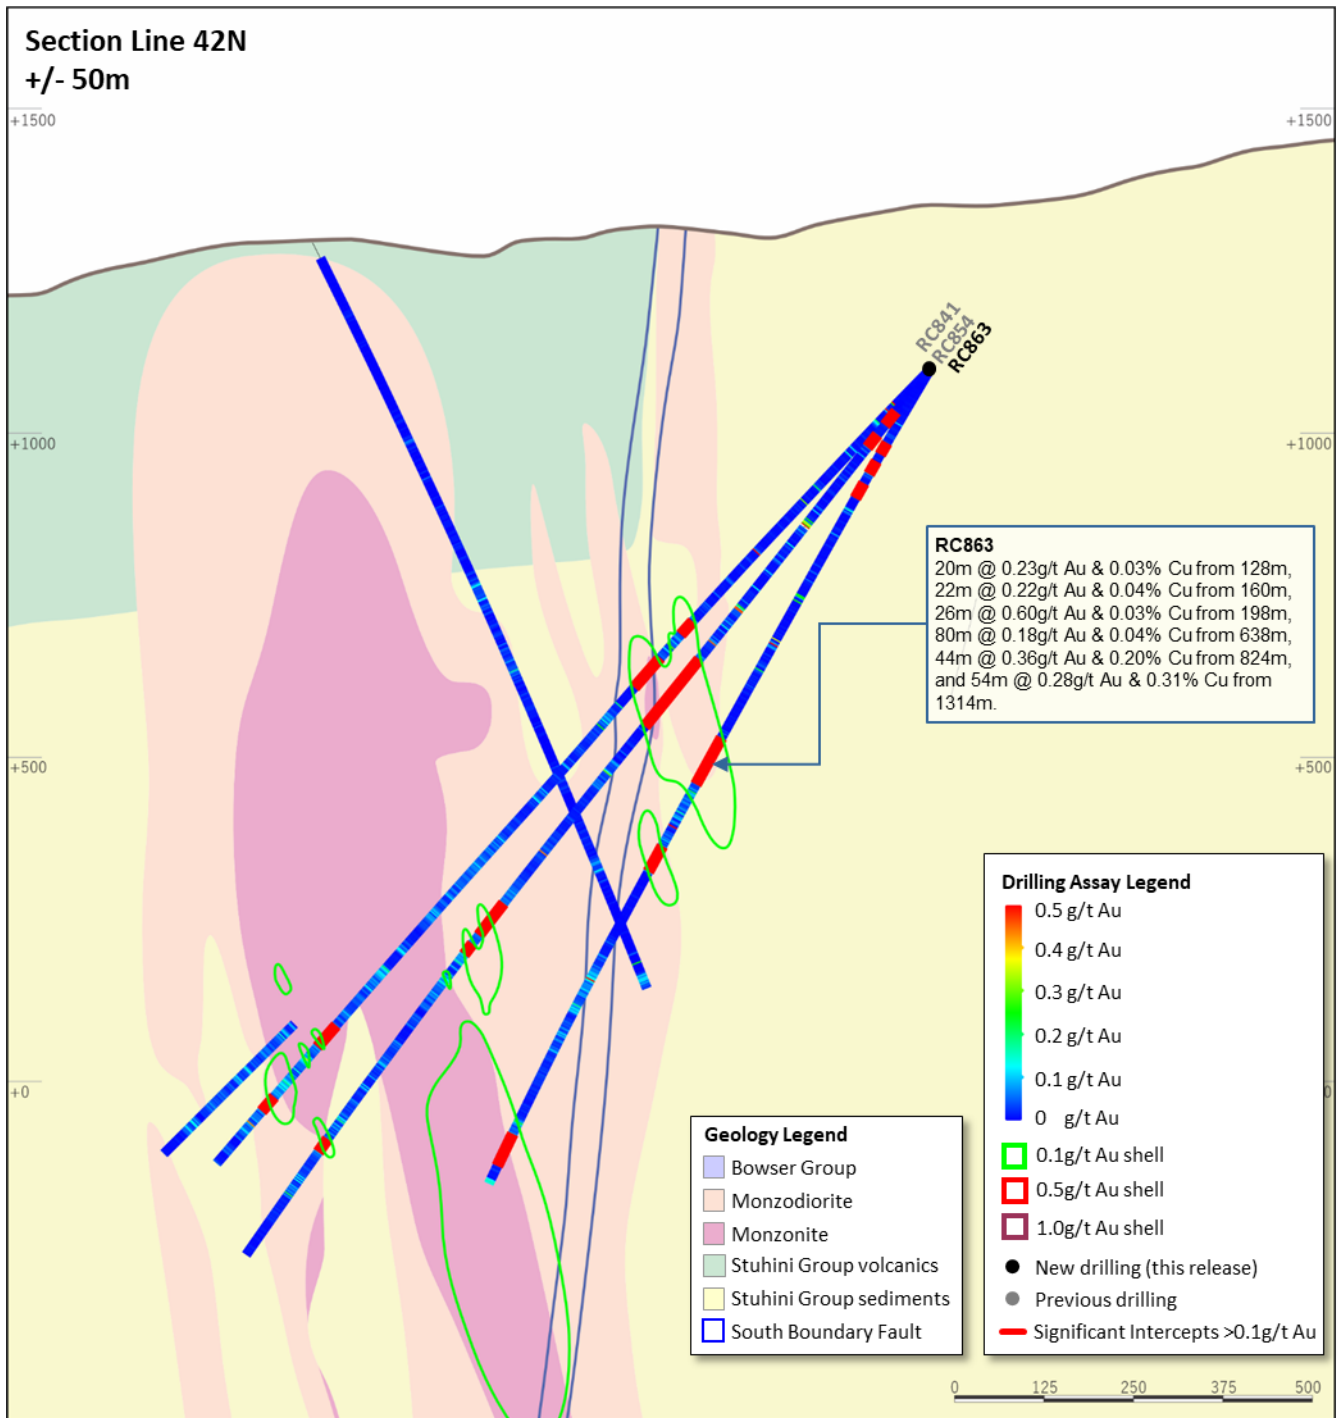 Section Line 42N
+/- 50m
+1500
+1500
RC841
RC854
RC863
+1000
+1000
RC863
20m @ 0.23g/t Au & 0.03% Cu from 128m,
22m @ 0.22g/t Au & 0.04% Cu from 160m,
26m @ 0.60g/t Au & 0.03% Cu from 198m,
80m @ 0.18g/t Au & 0.04% Cu from 638m,
44m @ 0.36g/t Au & 0.20% Cu from 824m,
and 54m @ 0.28g/t Au & 0.31% Cu from
1314m.
+500
+500
Drilling Assay Legend
0.5 g/t Au
0.4 g/t Au
0.3 g/t Au
0.2 g/t Au
0.1 g/t Au
0 g/t Au
0.1g/t Au shell
0.5g/t Au shell
1.0g/t Au shell
New drilling (this release)
Previous drilling
Significant Intercepts >0.1g/t Au
+0
0
Geology Legend
Bowser Group
Monzodiorite
Monzonite
Stuhini Group volcanics
Stuhini Group sediments
South Boundary Fault
0 125 250 375 500